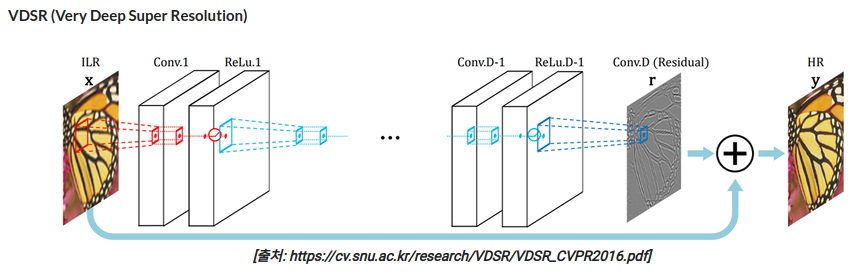 VDSR (Very Deep Super Resolution)
ILR Conv.1 ReLu.1 Conv.D-1 ReLu.D-1 Conv.D (Residual) HR
x r y
...
[출처: https://cv.snu.ac.kr/research/VDSR/VDSR_CVPR2016.pdf]